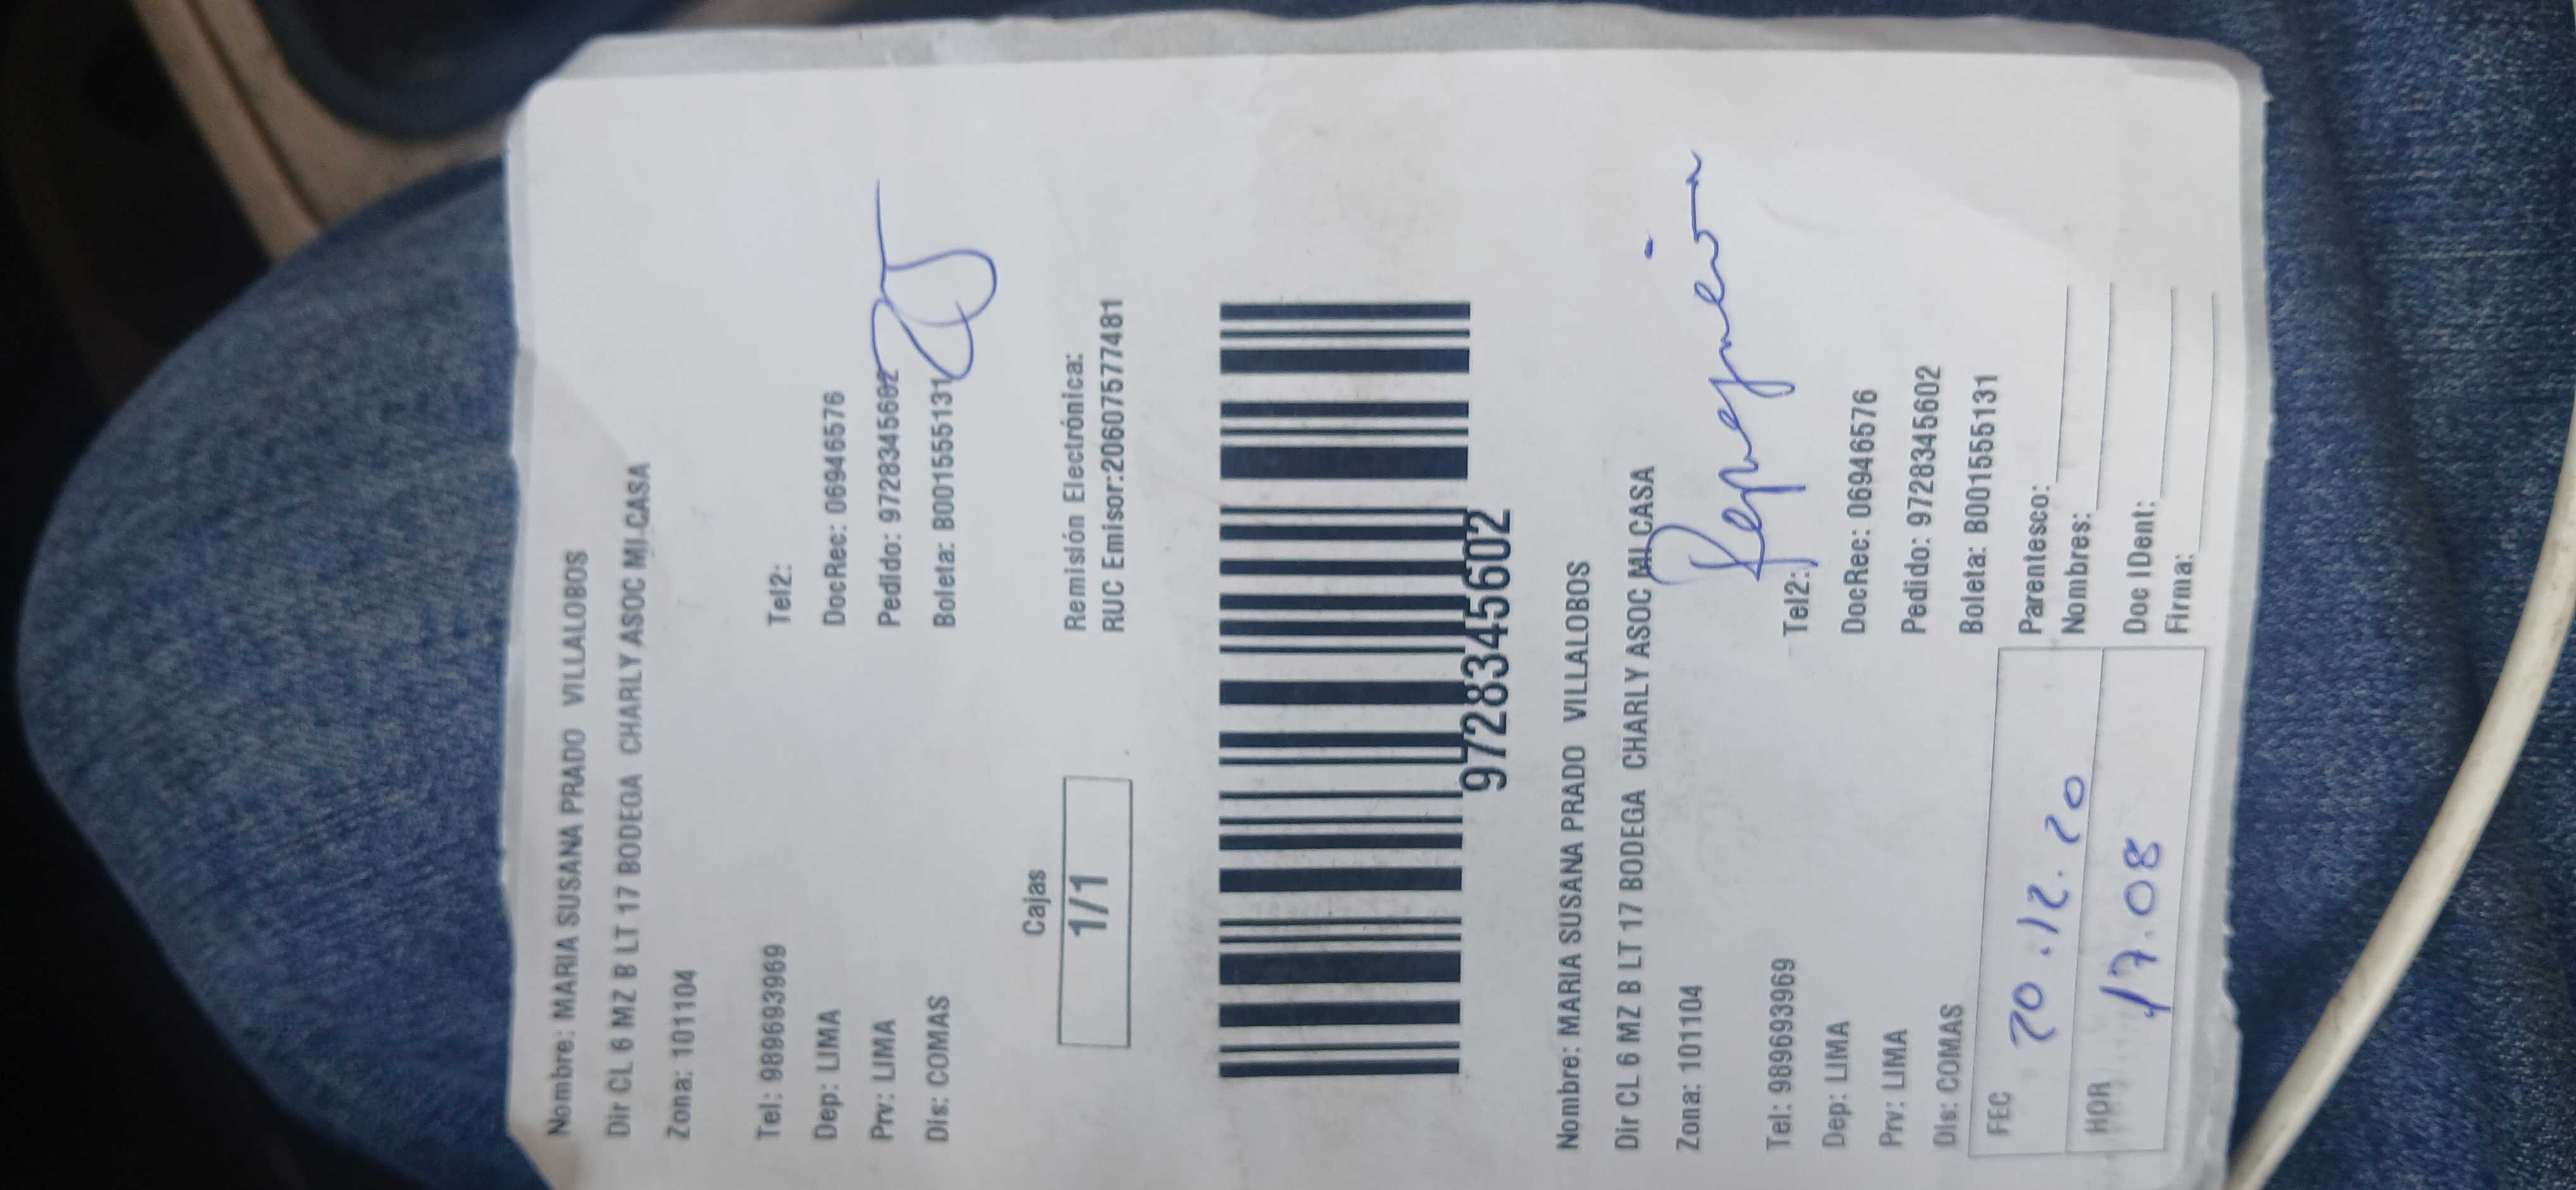 Nombre: MARIA SUSANA PRADO VILLALOBOS
Dir CL 6 MZ B LT 17 BODEGA CHARLY ASOC MI CASA
Zona: 101104
Tel: 989693969 Tel2:
Dep: LIMA DocRec: 06946576
Prv: LIMA Pedido: 9728345602
Dis: COMAS Boleta: B00155131
Cajas
1/1
Remisión Electrónica:
RUC Emisor:20607577481
9728345602
Nombre: MARIA SUSANA PRADO VILLALOBOS
Dir CL 6 MZ B LT 17 BODEGA CHARLY ASOC MI CASA
Zona: 101104
Tel: 989693969 Tel2:
Dep: LIMA DocRec: 06946576
Prv: LIMA Pedido: 9728345602
Dis: COMAS Boleta: B00155131
FEC 20.12.20
HOR 17.08
Parentesco:
Nombres:
Doc IDent:
Firma: